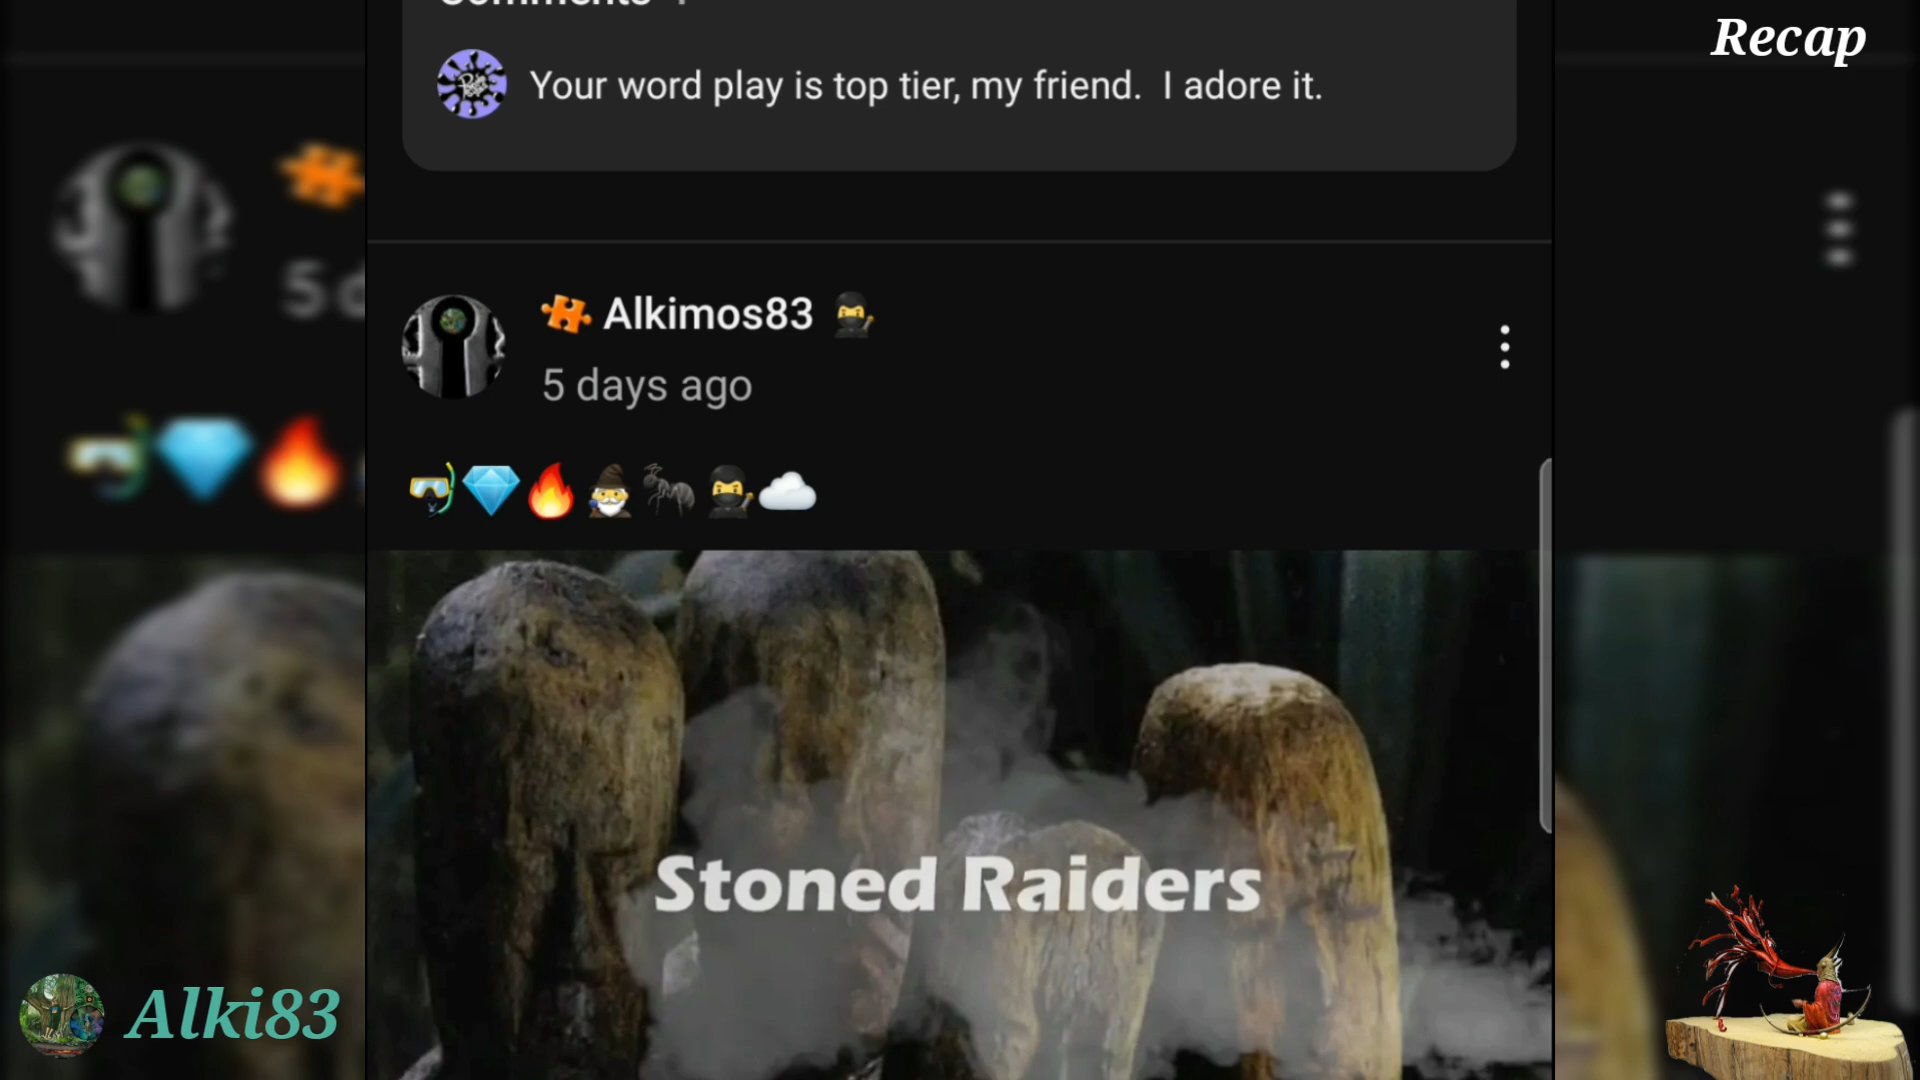 Recap
Your word play is top tier, my friend. I adore it.
Alkimos83
5 days ago
Stoned Raiders
Alki83